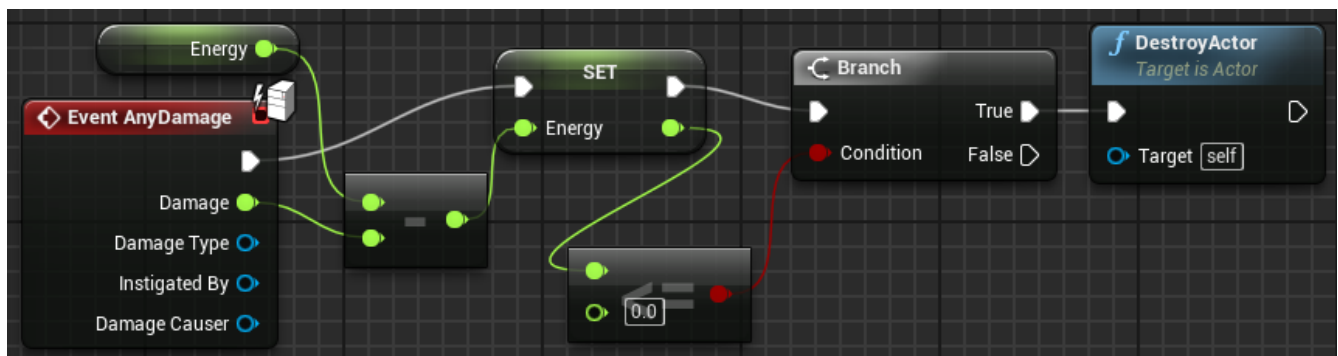 Energy
Event AnyDamage
Damage
Damage Type
Instigated By
Damage Causer
-
SET
Energy
<=
0.0
Branch
True
Condition
False
f DestroyActor
Target is Actor
Target self